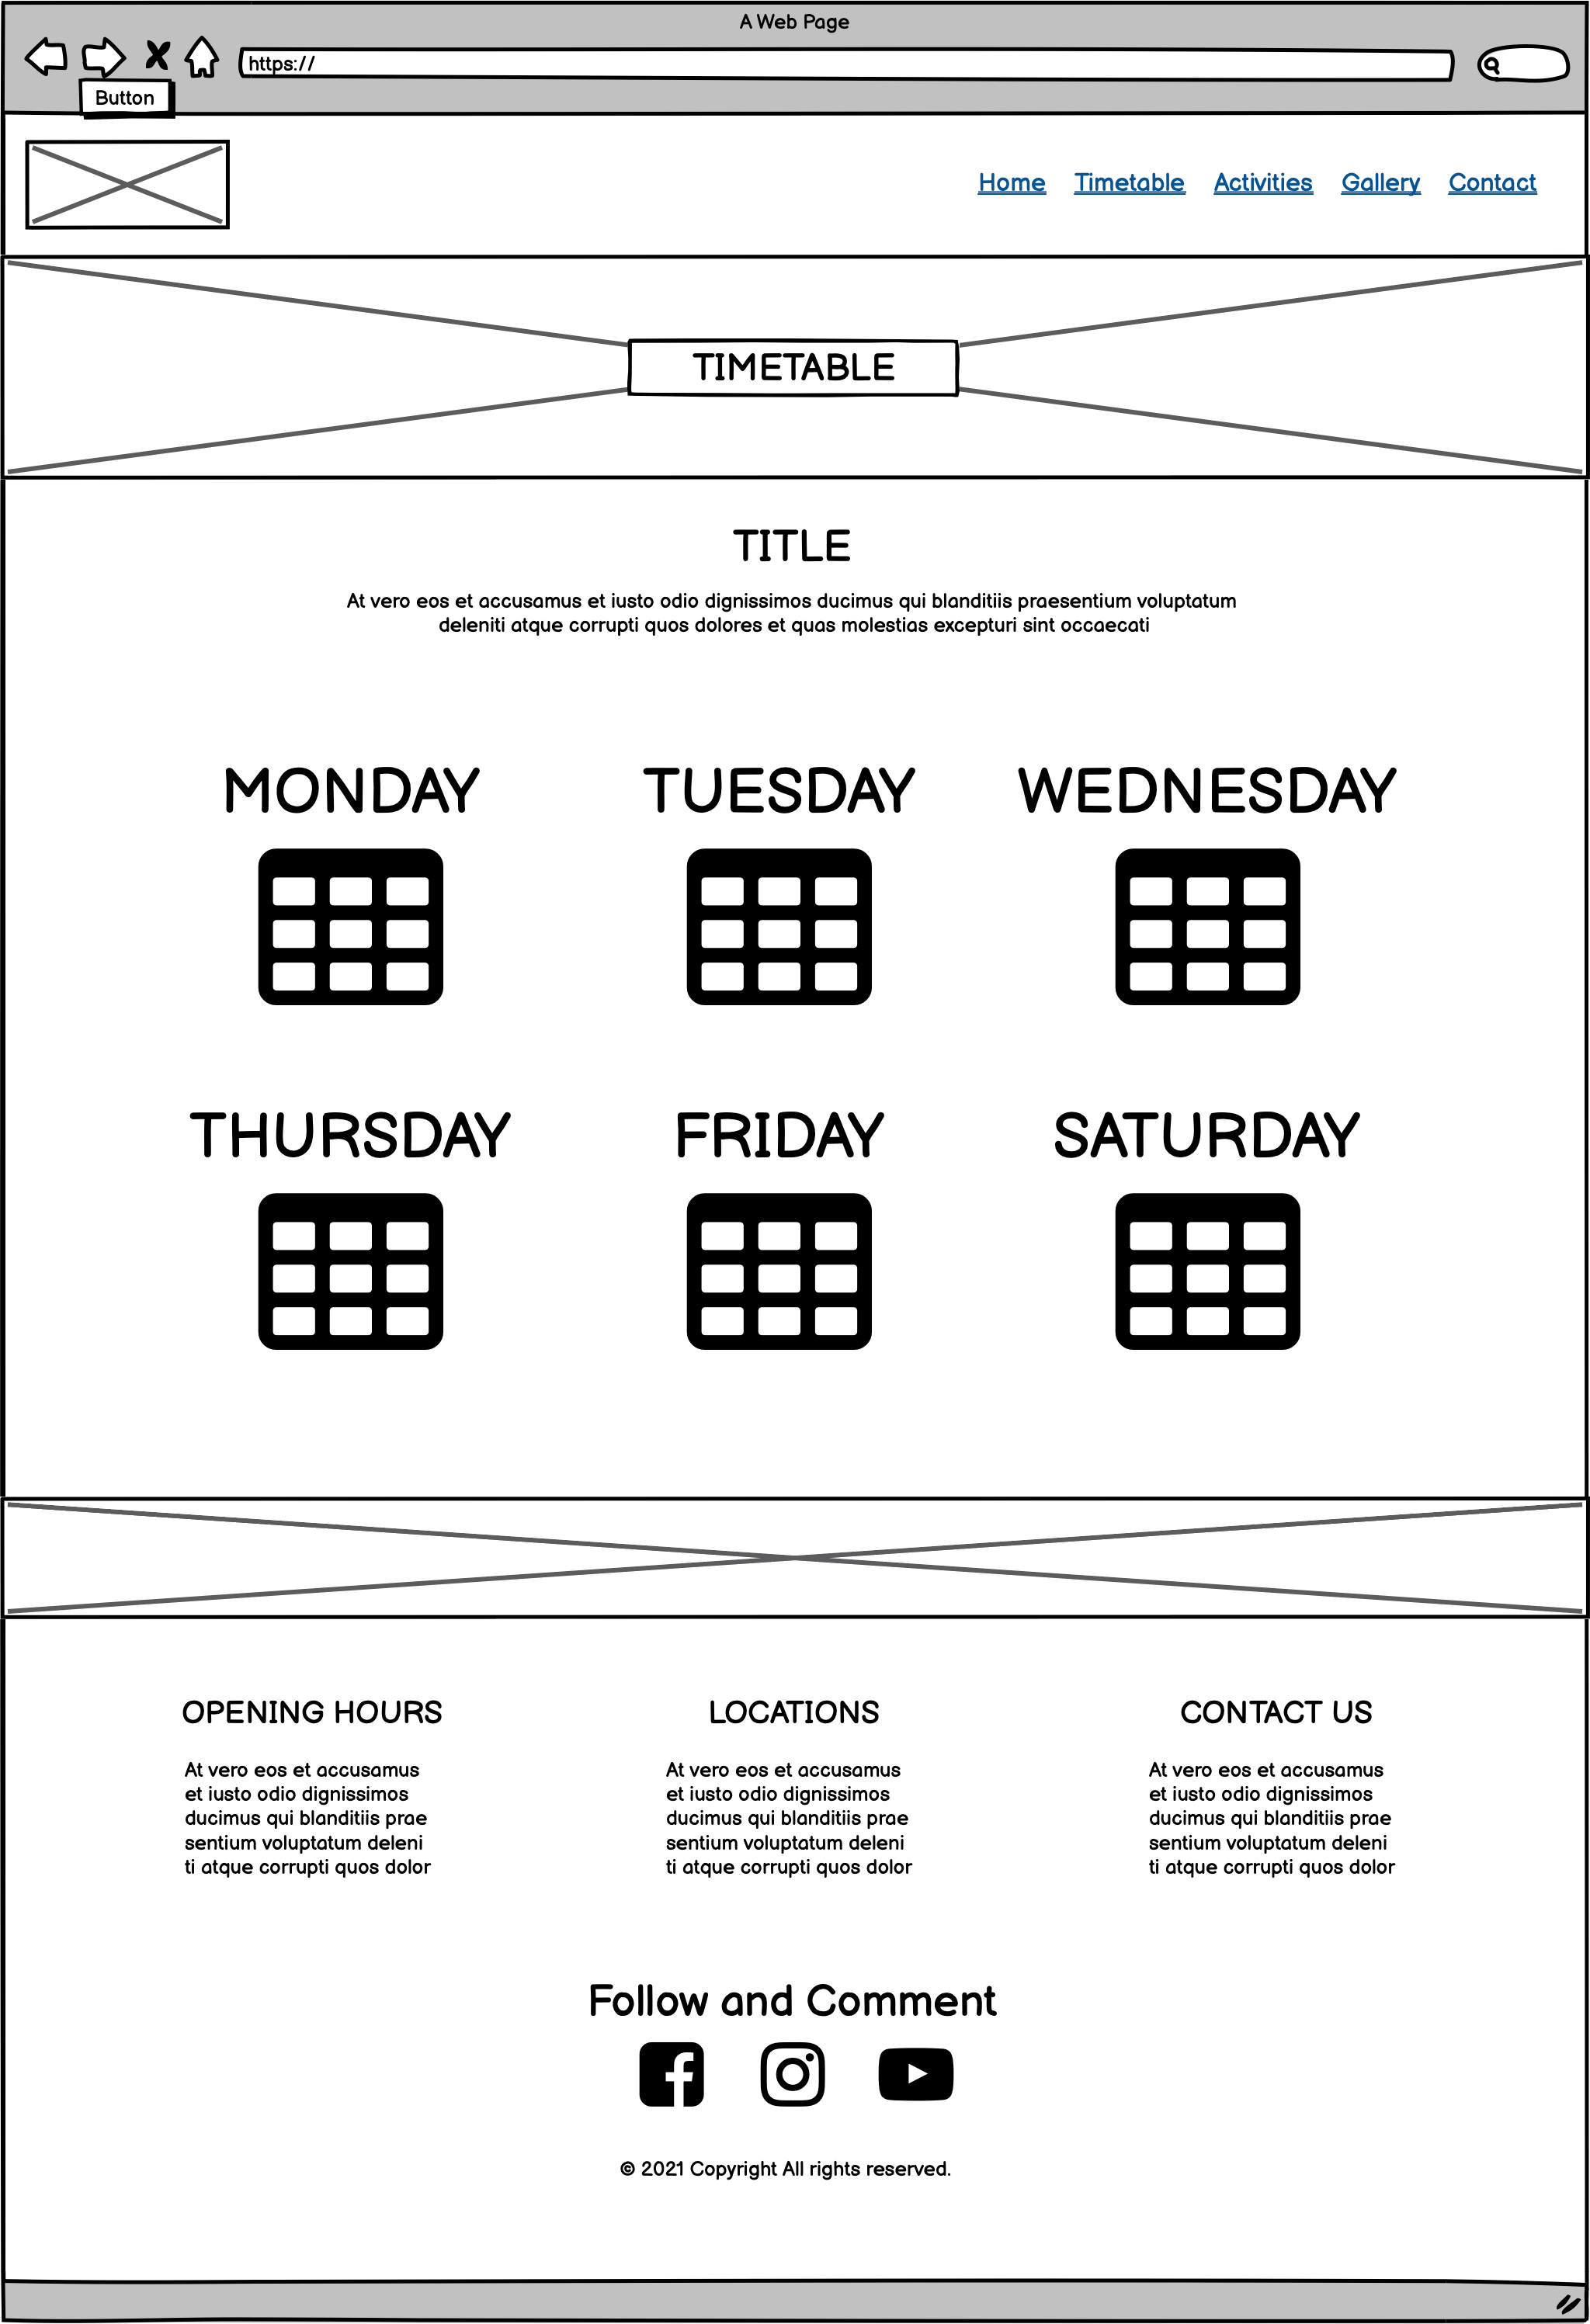 A Web Page
https://
Button
Home Timetable Activities Gallery Contact
TIMETABLE
TITLE
At vero eos et accusamus et iusto odio dignissimos ducimus qui blanditiis praesentium voluptatum
deleniti atque corrupti quos dolores et quas molestias excepturi sint occaecati
MONDAY TUESDAY WEDNESDAY
THURSDAY FRIDAY SATURDAY
OPENING HOURS
At vero eos et accusamus
et iusto odio dignissimos
ducimus qui blanditiis prae
sentium voluptatum deleni
ti atque corrupti quos dolor
LOCATIONS
At vero eos et accusamus
et iusto odio dignissimos
ducimus qui blanditiis prae
sentium voluptatum deleni
ti atque corrupti quos dolor
CONTACT US
At vero eos et accusamus
et iusto odio dignissimos
ducimus qui blanditiis prae
sentium voluptatum deleni
ti atque corrupti quos dolor
Follow and Comment
© 2021 Copyright All rights reserved.